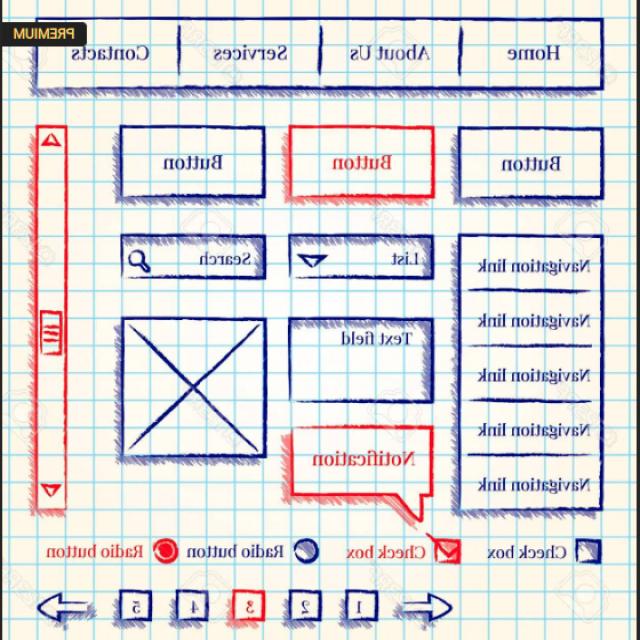 PREMIUM
Home About Us Services Contacts
Button Button Button
Navigation link
Navigation link
Navigation link
Navigation link
Navigation link
List
Search
Text field
Notification
Check box Check box Radio button Radio button
1 2 3 4 5